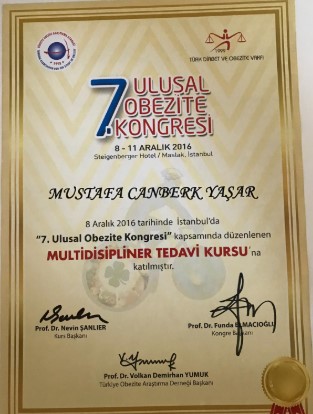 1999
TÜRK DİYABET VE OBEZİTE VAKFI
7. ULUSAL
OBEZİTE
KONGRESİ
8 - 11 ARALIK 2016
Steigenberger Hotel / Maslak, İstanbul
MUSTAFA CANBERK YAŞAR
8 Aralık 2016 tarihinde İstanbul'da
"7. Ulusal Obezite Kongresi" kapsamında düzenlenen
MULTİDİSİPLİNER TEDAVİ KURSU'na
katılmıştır.
Prof. Dr. Nevin ŞANLIER
Kurs Başkanı
Prof. Dr. Funda ELMACIOĞLU
Kongre Başkanı
Prof. Dr. Volkan Demirhan YUMUK
Türkiye Obezite Araştırma Derneği Başkanı